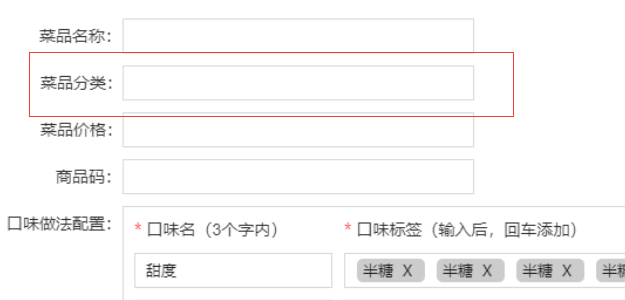 菜品名称:
菜品分类:
菜品价格:
商品码:
口味做法配置: * 口味名（3个字内） * 口味标签（输入后，回车添加）
甜度 半糖 X 半糖 X 半糖 X 半糖